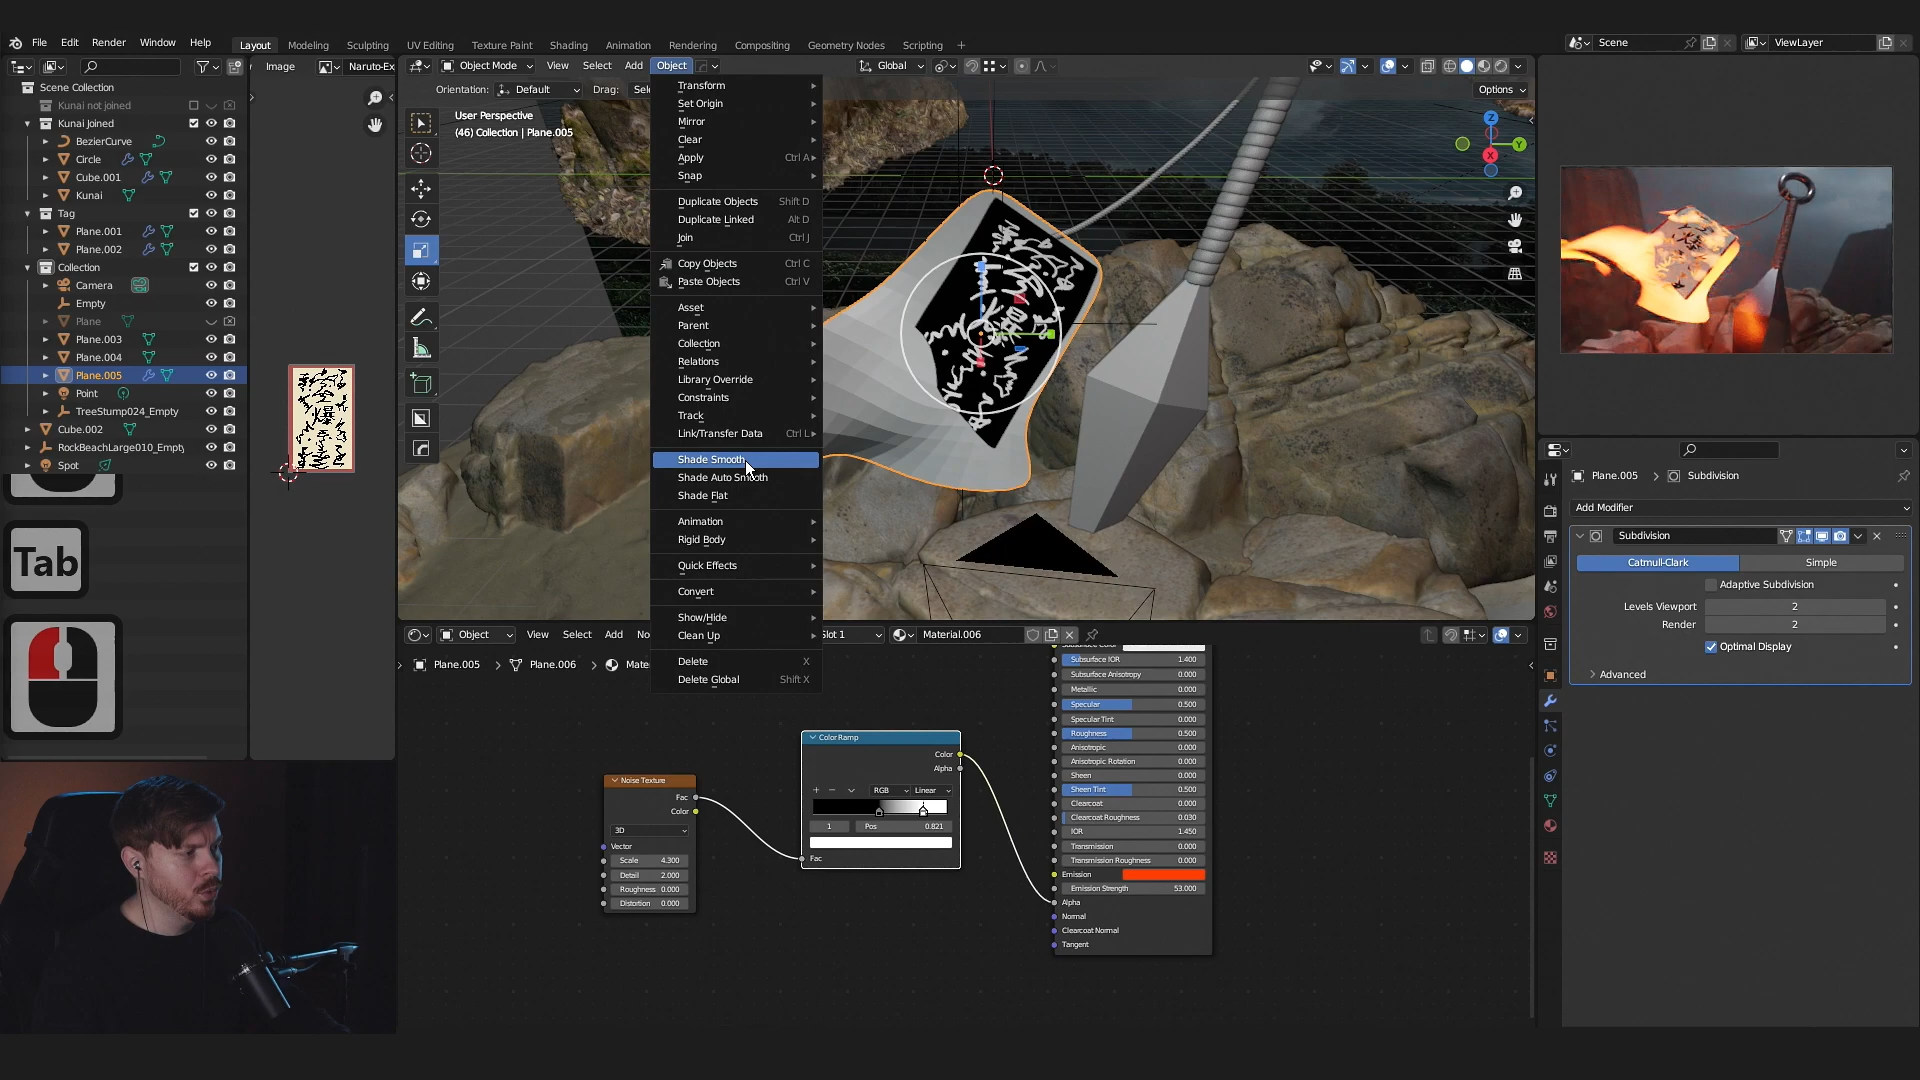 File Edit Render Window Help
Layout Modeling Sculpting UV Editing Texture Paint Shading Animation Rendering Compositing Geometry Nodes Scripting +
Scene
ViewLayer
Image
Naruto-Ex
Scene Collection
Kunai not joined
Kunai Joined
BezierCurve
Circle
Cube.001
Kunai
Tag
Plane.001
Plane.002
Collection
Camera
Empty
Plane
Plane.003
Plane.004
Plane.005
Point
TreeStump024_Empty
Cube.002
RockBeachLarge010_Empty
Spot
Tab
Object Mode View Select Add Object
Global
Orientation: Default Drag: Sel
Options
User Perspective
(46) Collection | Plane.005
Z
Y
X
Transform
Set Origin
Mirror
Clear
Apply Ctrl A
Snap
Duplicate Objects Shift D
Duplicate Linked Alt D
Join Ctrl J
Copy Objects Ctrl C
Paste Objects Ctrl V
Asset
Parent
Collection
Relations
Library Override
Constraints
Track
Link/Transfer Data Ctrl L
Shade Smooth
Shade Auto Smooth
Shade Flat
Animation
Rigid Body
Quick Effects
Convert
Show/Hide
Clean Up
Delete X
Delete Global Shift X
Object View Select Add No
Slot 1
Material.006
Plane.005 Plane.006 Mate
Noise Texture
Fac
Color
3D
Vector
Scale 4.300
Detail 2.000
Roughness 0.000
Distortion 0.000
ColorRamp
Color
Alpha
+ − RGB Linear
1 Pos 0.821
Fac
Subsurface IOR 1.400
Subsurface Anisotropy 0.000
Metallic 0.000
Specular 0.500
Specular Tint 0.000
Roughness 0.500
Anisotropic 0.000
Anisotropic Rotation 0.000
Sheen 0.000
Sheen Tint 0.500
Clearcoat 0.000
Clearcoat Roughness 0.030
IOR 1.450
Transmission 0.000
Transmission Roughness 0.000
Emission
Emission Strength 53.000
Alpha
Normal
Clearcoat Normal
Tangent
Plane.005 Subdivision
Add Modifier
Subdivision
Catmull-Clark Simple
Adaptive Subdivision
Levels Viewport 2
Render 2
Optimal Display
Advanced